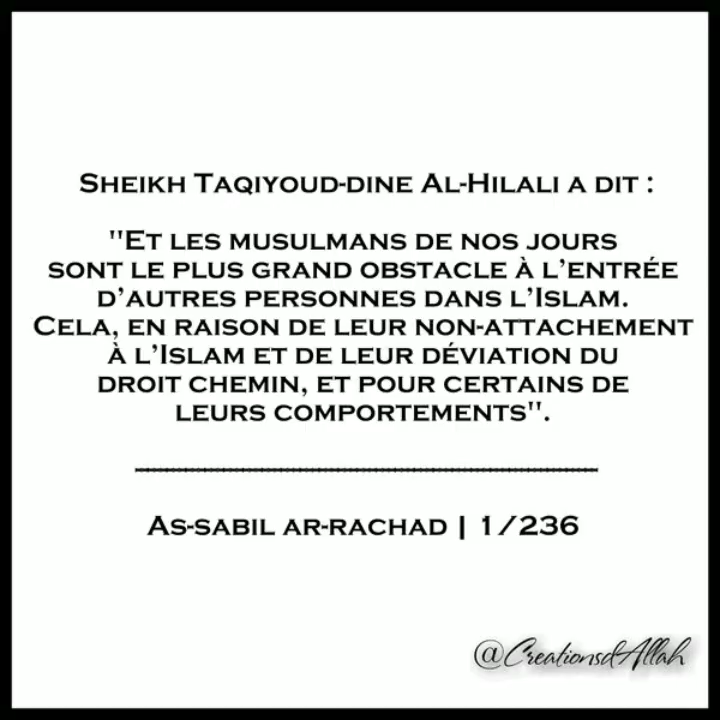 Sheikh Taqiyoud-dine Al-Hilali a dit :
"Et les musulmans de nos jours
sont le plus grand obstacle à l'entrée
d'autres personnes dans l'Islam.
Cela, en raison de leur non-attachement
à l'Islam et de leur déviation du
droit chemin, et pour certains de
leurs comportements".
As-sabil ar-rachad | 1/236
@CreationsdAllah